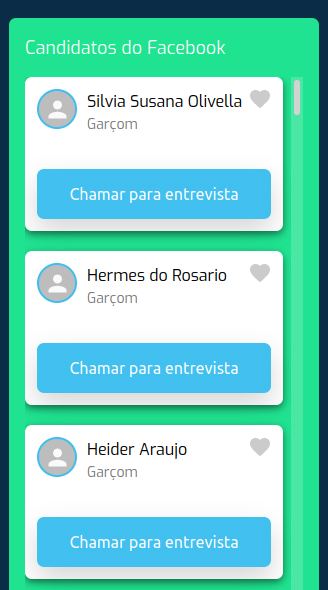 Candidatos do Facebook
Silvia Susana Olivella
Garçom
Chamar para entrevista
Hermes do Rosario
Garçom
Chamar para entrevista
Heider Araujo
Garçom
Chamar para entrevista